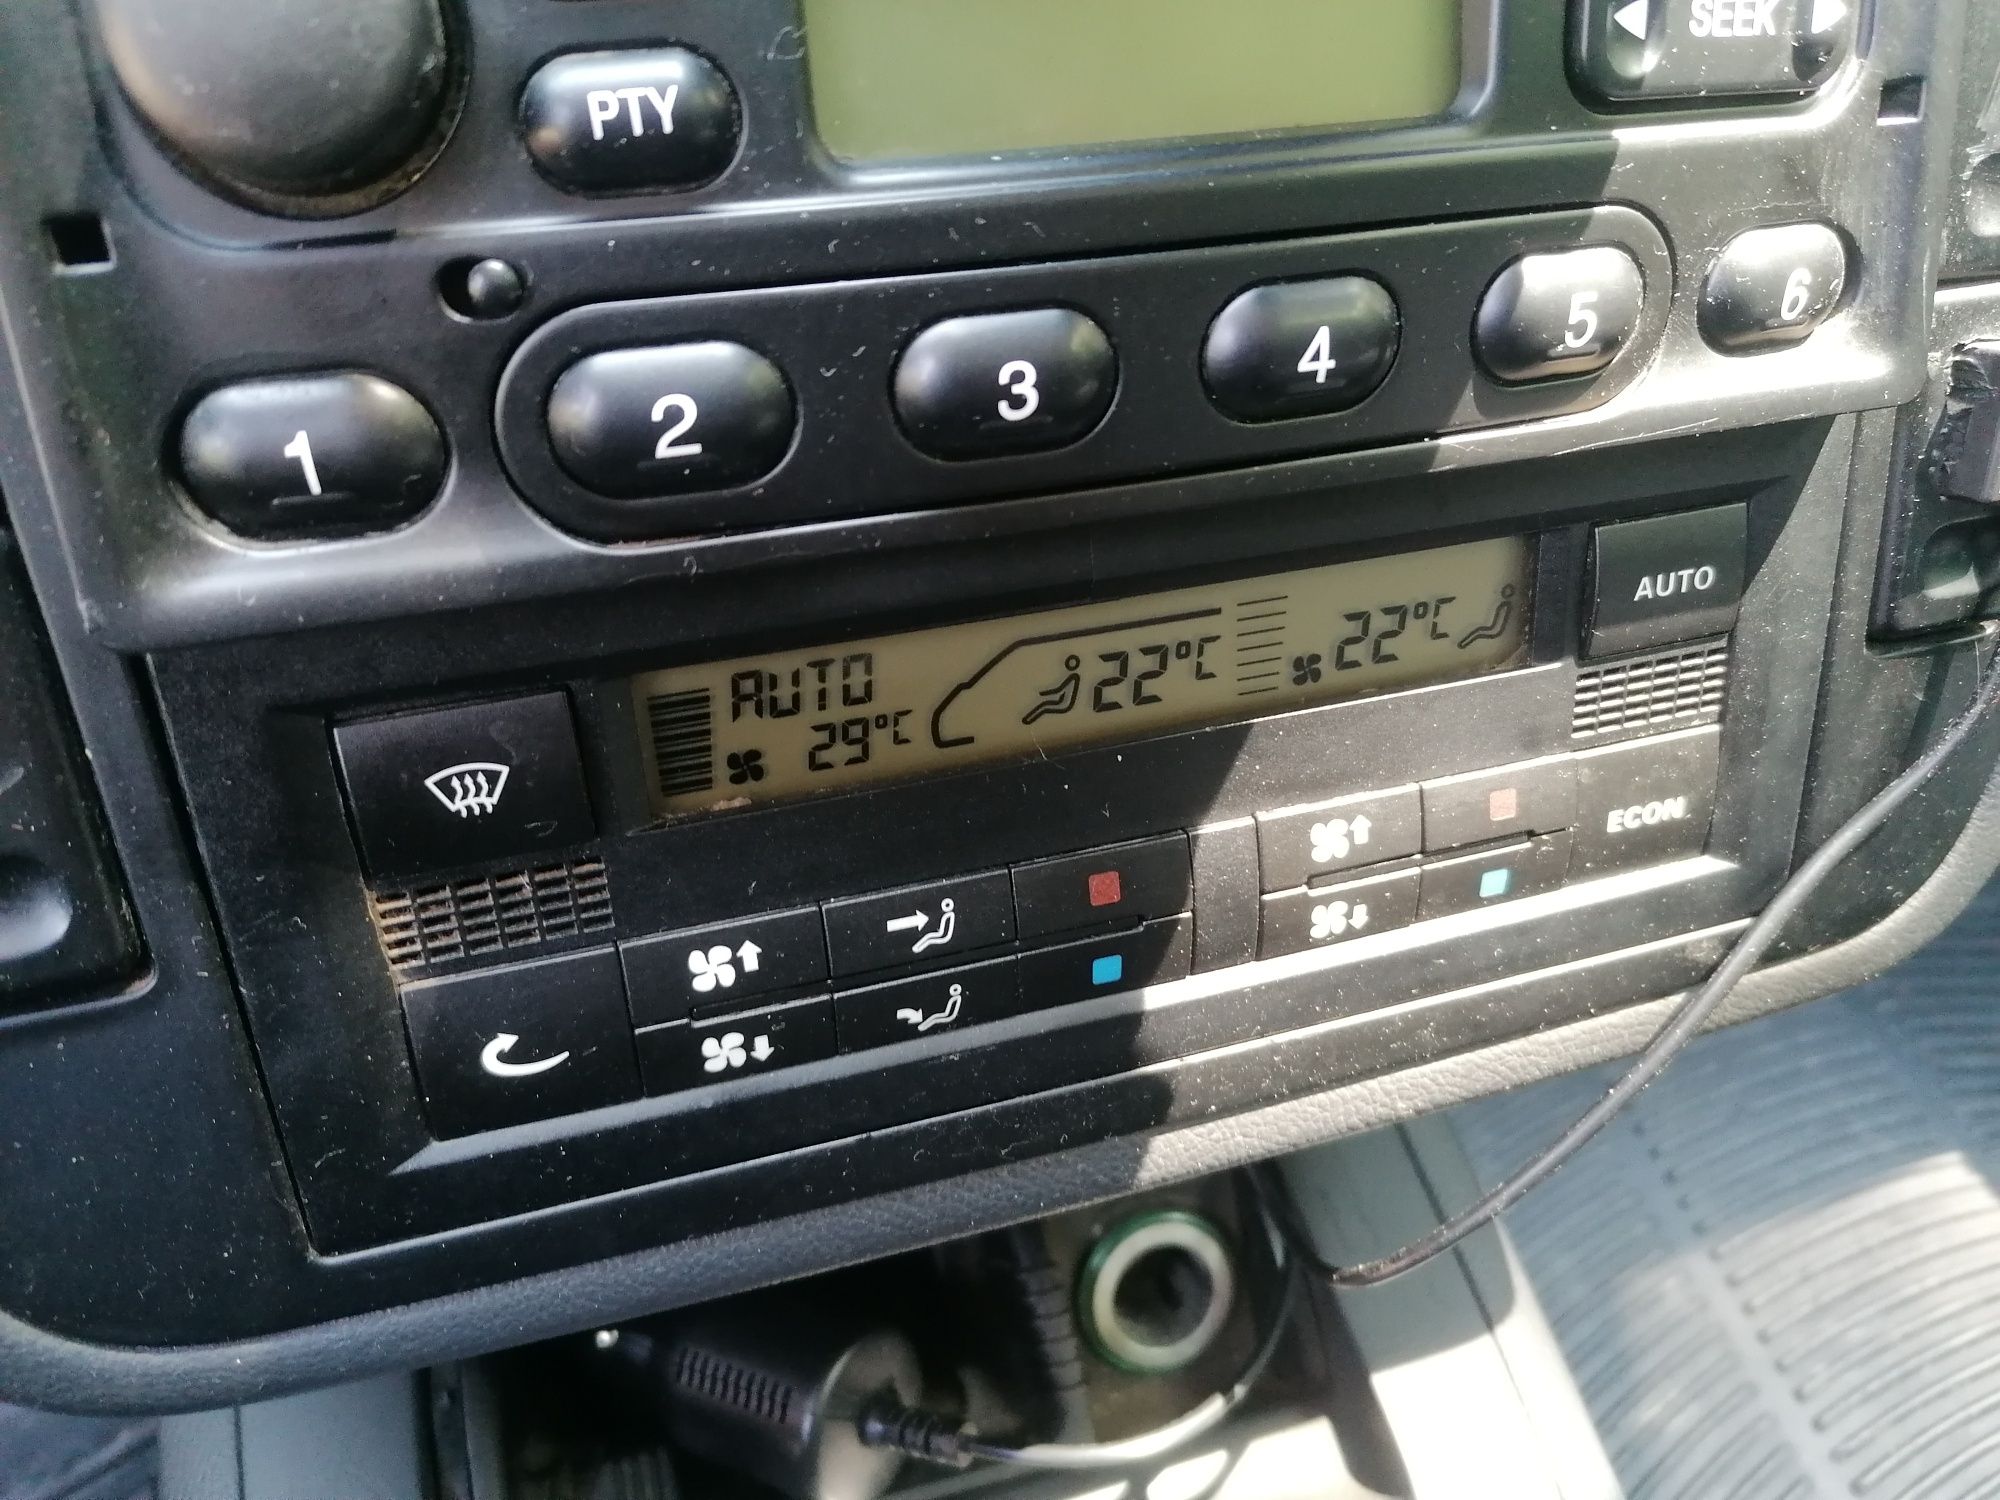 SEEK
PTY
1 2 3 4 5 6
AUTO
AUTO 22°C 22°C
29°C
ECON